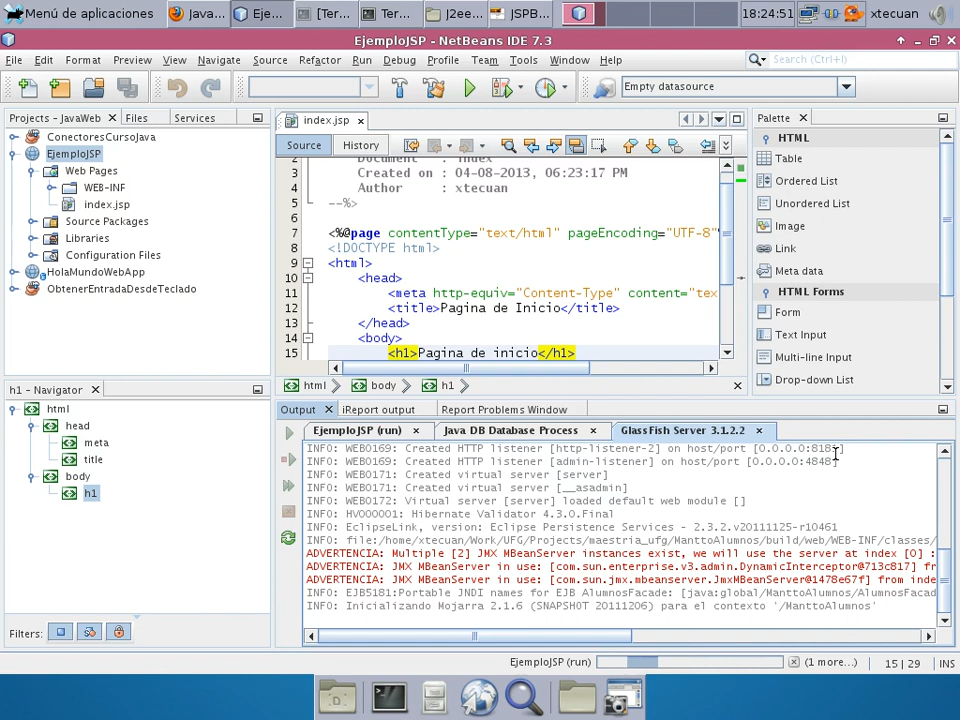 Menú de aplicaciones
Java...
Eje...
[Ter...
Ter...
J2ee...
JSPB...
18:24:51
xtecuan
EjemploJSP - NetBeans IDE 7.3
File Edit Format Preview View Navigate Source Refactor Run Debug Profile Team Tools Window Help
Search (Ctrl+I)
Empty datasource
Projects - JavaWeb
Files
Services
index.jsp
Palette
ConectoresCursoJava
EjemploJSP
Web Pages
WEB-INF
index.jsp
Source Packages
Libraries
Configuration Files
HolaMundoWebApp
ObtenerEntradaDesdeTeclado
Source
History
3 Created on : 04-08-2013, 06:23:17 PM
4 Author : xtecuan
5 --%>
6
7 <%@page contentType="text/html" pageEncoding="UTF-8"
8 <!DOCTYPE html>
9 <html>
10 <head>
11 <meta http-equiv="Content-Type" content="tex
12 <title>Pagina de Inicio</title>
13 </head>
14 <body>
15 <h1>Pagina de inicio</h1>
html
body
h1
HTML
Table
Ordered List
Unordered List
Image
Link
Meta data
HTML Forms
Form
Text Input
Multi-line Input
Drop-down List
h1 - Navigator
html
head
meta
title
body
h1
Filters:
Output
iReport output
Report Problems Window
EjemploJSP (run)
Java DB Database Process
GlassFish Server 3.1.2.2
INFO: WEB0169: Created HTTP listener [http-listener-2] on host/port [0.0.0.0:8181]
INFO: WEB0169: Created HTTP listener [admin-listener] on host/port [0.0.0.0:4848]
INFO: WEB0171: Created virtual server [server]
INFO: WEB0171: Created virtual server [__asadmin]
INFO: WEB0172: Virtual server [server] loaded default web module []
INFO: HV000001: Hibernate Validator 4.3.0.Final
INFO: EclipseLink, version: Eclipse Persistence Services - 2.3.2.v20111125-r10461
INFO: file:/home/xtecuan/Work/UFG/Projects/maestria_ufg/ManttoAlumnos/build/web/WEB-INF/classes/
ADVERTENCIA: Multiple [2] JMX MBeanServer instances exist, we will use the server at index [0] :
ADVERTENCIA: JMX MBeanServer in use: [com.sun.enterprise.v3.admin.DynamicInterceptor@713c817] fr
ADVERTENCIA: JMX MBeanServer in use: [com.sun.jmx.mbeanserver.JmxMBeanServer@1478e67f] from inde
INFO: EJB5181:Portable JNDI names for EJB AlumnosFacade: [java:global/ManttoAlumnos/AlumnosFacad
INFO: Inicializando Mojarra 2.1.6 (SNAPSHOT 20111206) para el contexto '/ManttoAlumnos'
EjemploJSP (run)
(1 more...)
15 | 29
INS